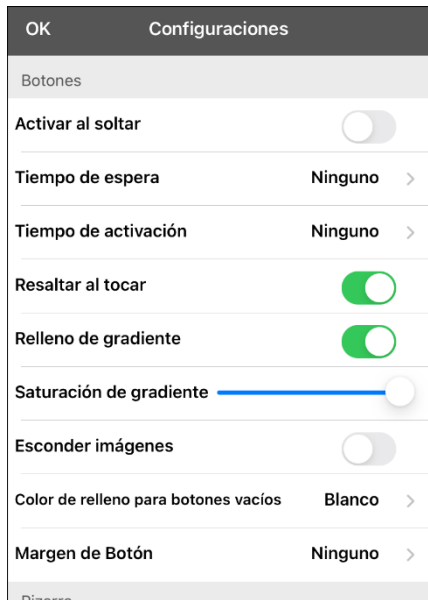 OK Configuraciones
Botones
Activar al soltar
Tiempo de espera Ninguno
Tiempo de activación Ninguno
Resaltar al tocar
Relleno de gradiente
Saturación de gradiente
Esconder imágenes
Color de relleno para botones vacíos Blanco
Margen de Botón Ninguno
Pizarra